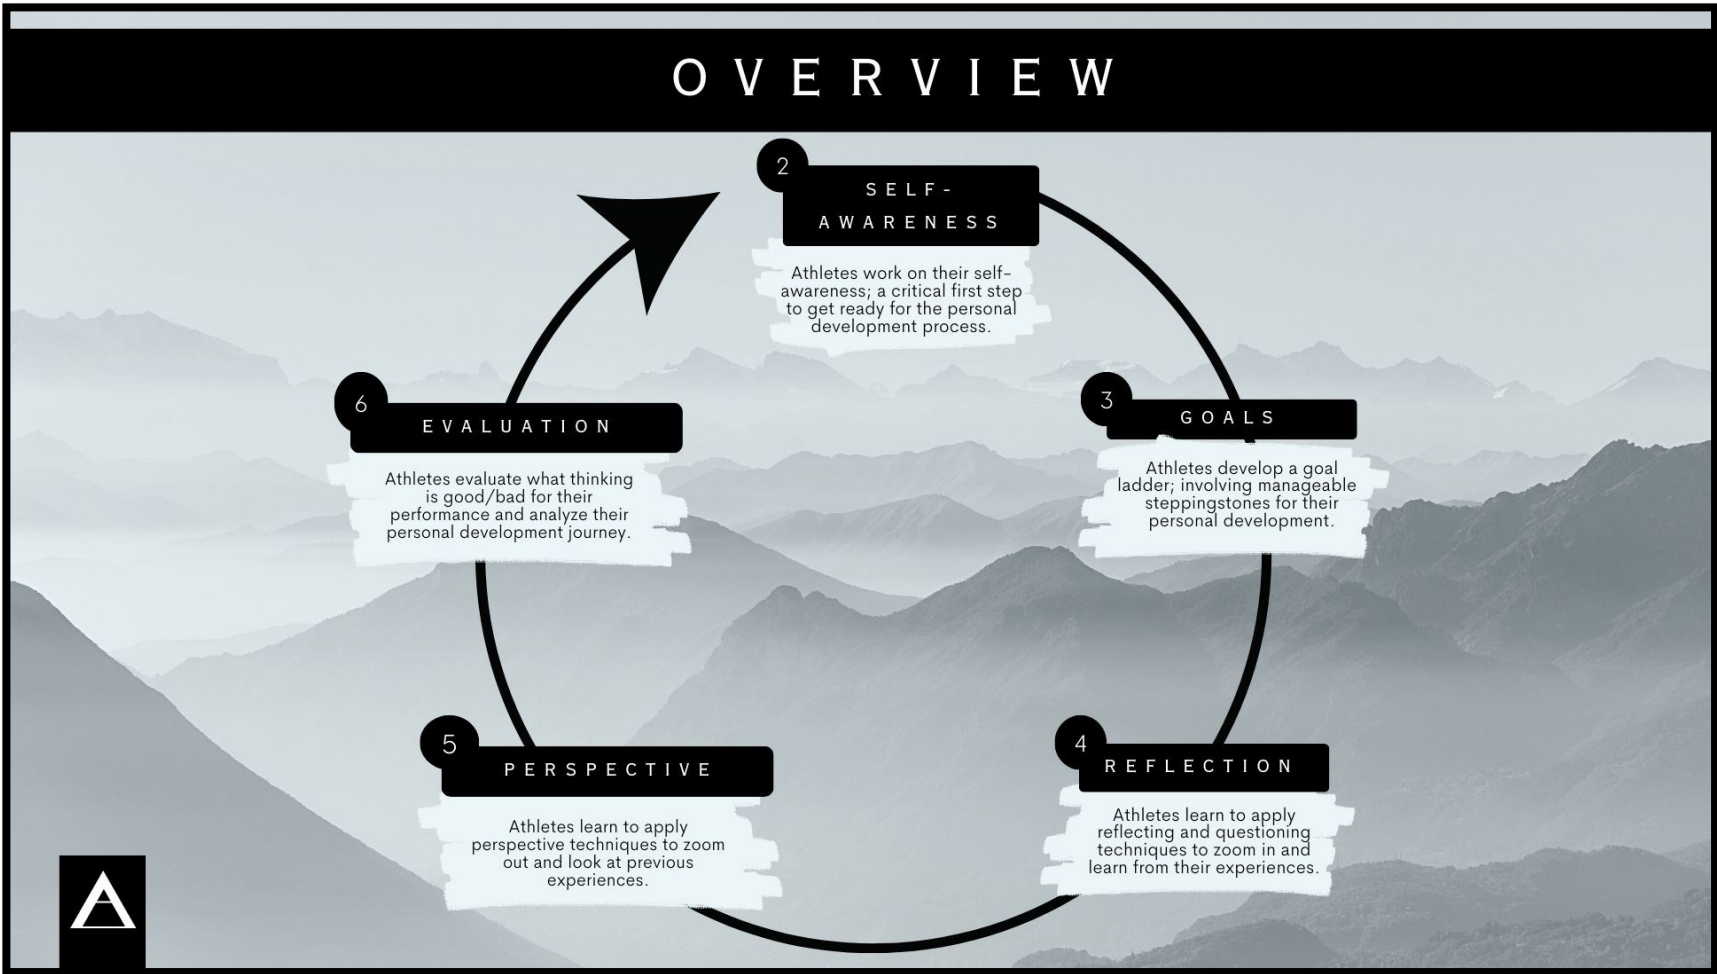 OVERVIEW
2
SELF-
AWARENESS
Athletes work on their self-
awareness; a critical first step
to get ready for the personal
development process.
3
GOALS
Athletes develop a goal
ladder; involving manageable
steppingstones for their
personal development.
4
REFLECTION
Athletes learn to apply
reflecting and questioning
techniques to zoom in and
learn from their experiences.
5
PERSPECTIVE
Athletes learn to apply
perspective techniques to zoom
out and look at previous
experiences.
6
EVALUATION
Athletes evaluate what thinking
is good/bad for their
performance and analyze their
personal development journey.